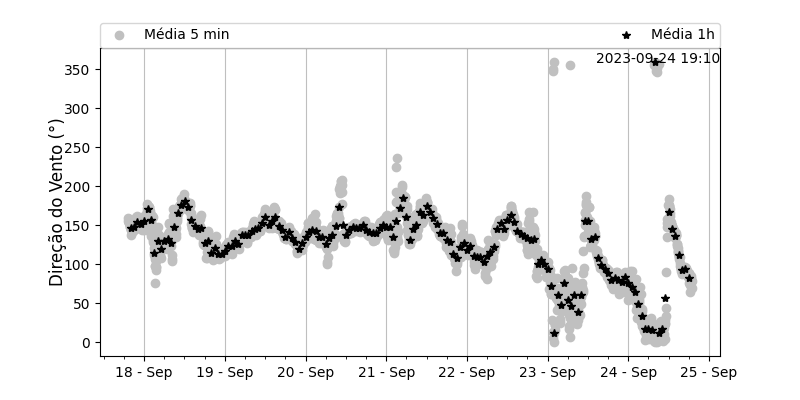 Média 5 min
Média 1h
2023-09-24 19:10
Direção do Vento (°)
350
300
250
200
150
100
50
0
18 - Sep
19 - Sep
20 - Sep
21 - Sep
22 - Sep
23 - Sep
24 - Sep
25 - Sep